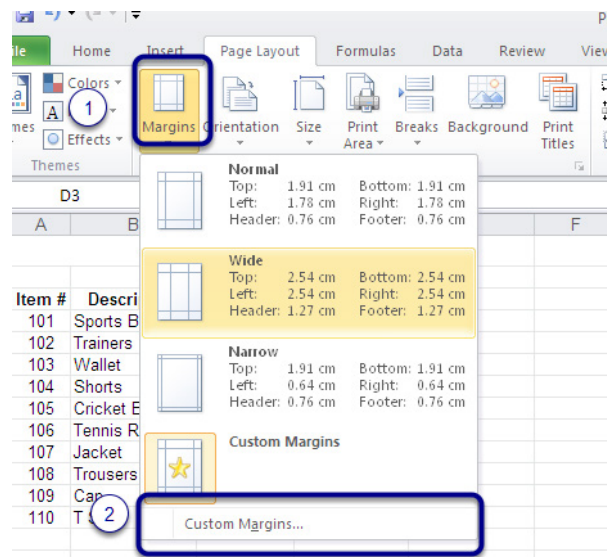 Home Insert Page Layout Formulas Data Review View
Colors
1
Effects
Margins Orientation Size Print Area Breaks Background Print Titles
Themes
D3
A B F
Normal
Top: 1.91 cm Bottom: 1.91 cm
Left: 1.78 cm Right: 1.78 cm
Header: 0.76 cm Footer: 0.76 cm
Wide
Top: 2.54 cm Bottom: 2.54 cm
Left: 2.54 cm Right: 2.54 cm
Header: 1.27 cm Footer: 1.27 cm
Narrow
Top: 1.91 cm Bottom: 1.91 cm
Left: 0.64 cm Right: 0.64 cm
Header: 0.76 cm Footer: 0.76 cm
Custom Margins
Custom Margins...
Item # Descri
101 Sports B
102 Trainers
103 Wallet
104 Shorts
105 Cricket
106 Tennis R
107 Jacket
108 Trousers
109 Cap
110 T
2